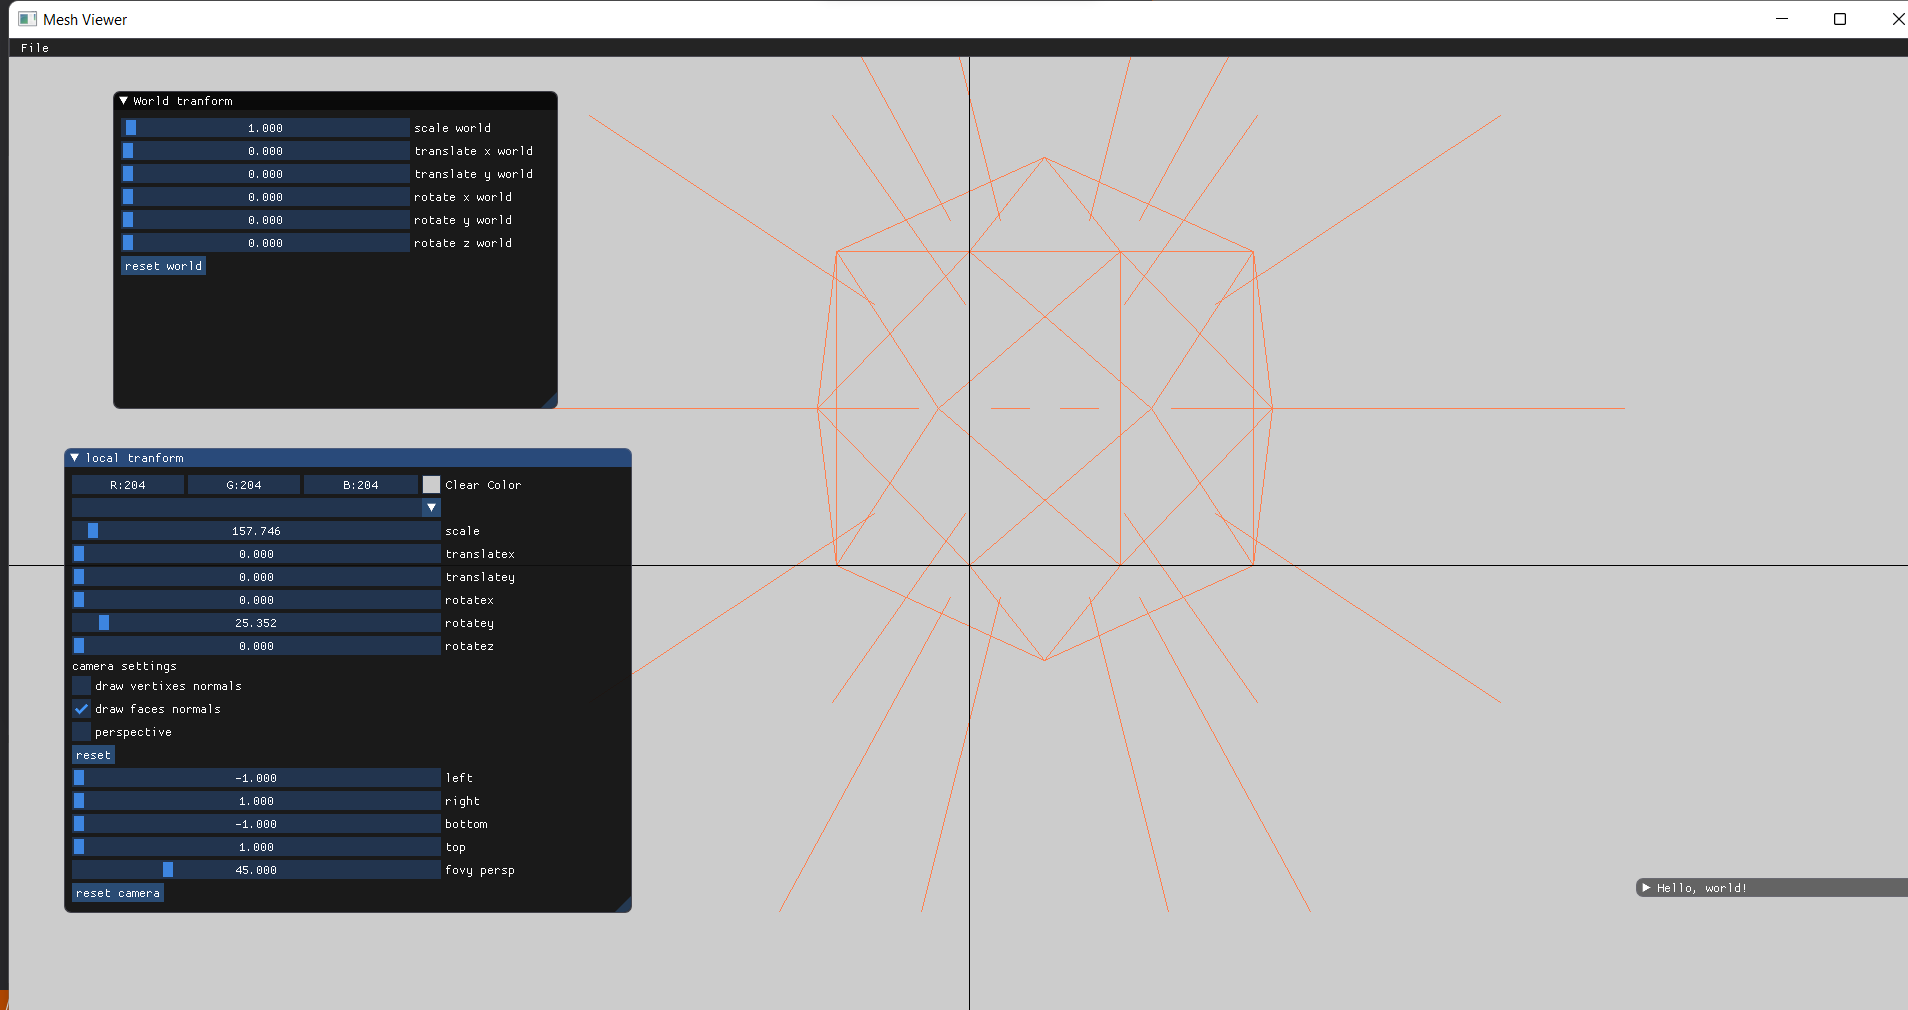 Mesh Viewer
File
World tranform
1.000 scale world
0.000 translate x world
0.000 translate y world
0.000 rotate x world
0.000 rotate y world
0.000 rotate z world
reset world
local tranform
R:204 G:204 B:204 Clear Color
157.746 scale
0.000 translatex
0.000 translatey
0.000 rotatex
25.352 rotatey
0.000 rotatez
camera settings
draw vertixes normals
draw faces normals
perspective
reset
-1.000 left
1.000 right
-1.000 bottom
1.000 top
45.000 fovy persp
reset camera
Hello, world!